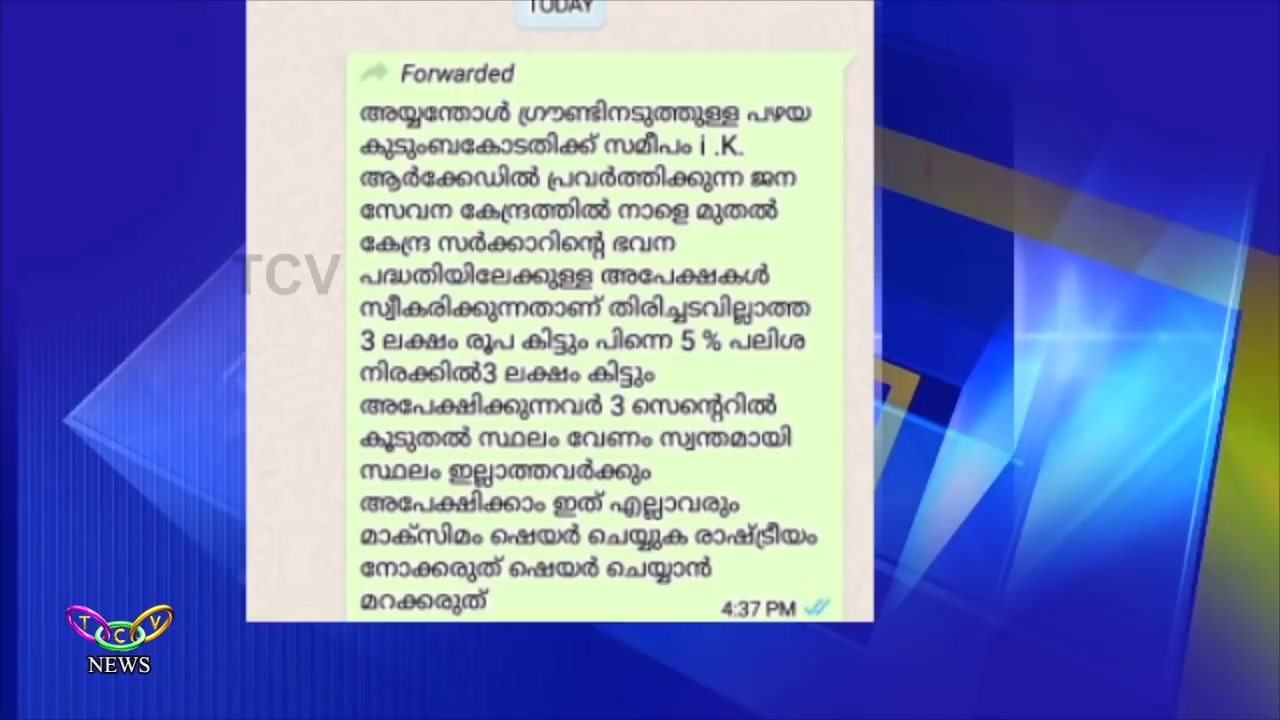 TODAY
Forwarded
അയ്യന്തോൾ ഗ്രൗണ്ടിനടുത്തുള്ള പഴയ
കുടുംബകോടതിക്ക് സമീപം i .K.
ആർക്കേഡിൽ പ്രവർത്തിക്കുന്ന ജന
സേവന കേന്ദ്രത്തിൽ നാളെ മുതൽ
കേന്ദ്ര സർക്കാറിന്റെ ഭവന
പദ്ധതിയിലേക്കുള്ള അപേക്ഷകൾ
സ്വീകരിക്കുന്നതാണ് തിരിച്ചടവില്ലാത്ത
3 ലക്ഷം രൂപ കിട്ടും പിന്നെ 5 % പലിശ
നിരക്കിൽ3 ലക്ഷം കിട്ടും
അപേക്ഷിക്കുന്നവർ 3 സെന്റെറിൽ
കൂടുതൽ സ്ഥലം വേണം സ്വന്തമായി
സ്ഥലം ഇല്ലാത്തവർക്കും
അപേക്ഷിക്കാം ഇത് എല്ലാവരും
മാക്സിമം ഷെയർ ചെയ്യുക രാഷ്ട്രീയം
നോക്കരുത് ഷെയർ ചെയ്യാൻ
മറക്കരുത്
4:37 PM
TCV
TCV
NEWS